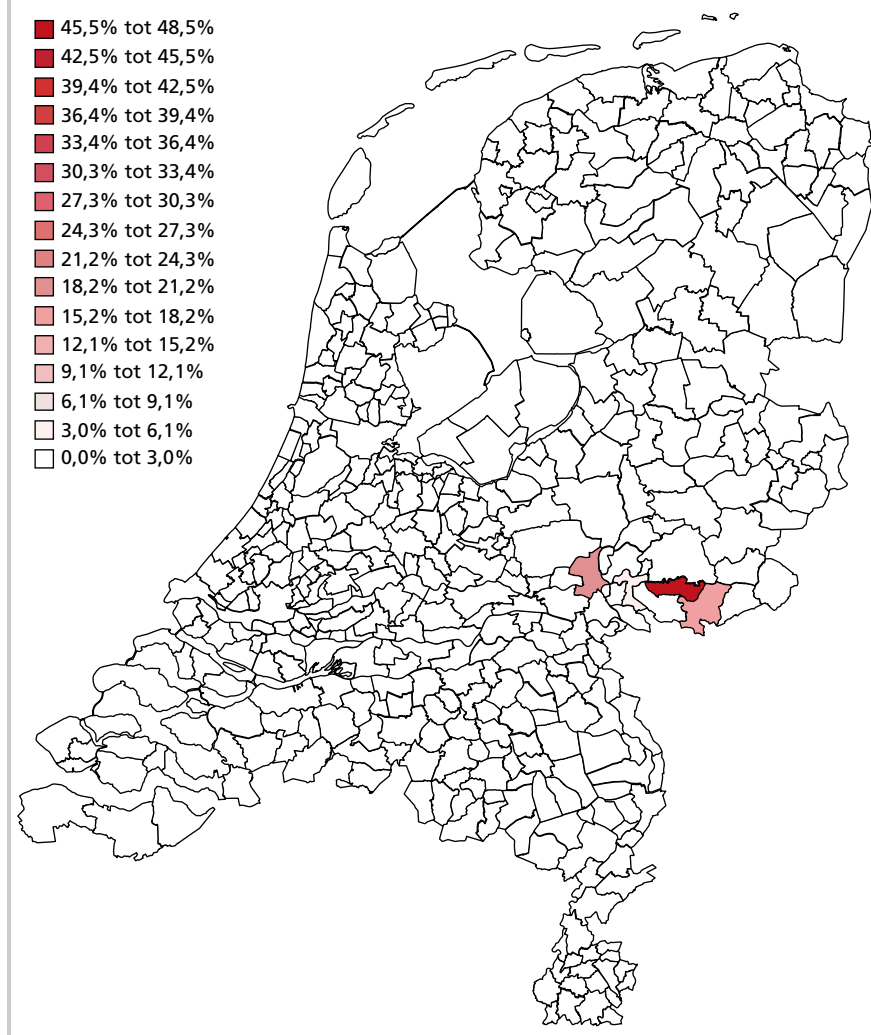 45,5% tot 48,5%
42,5% tot 45,5%
39,4% tot 42,5%
36,4% tot 39,4%
33,4% tot 36,4%
30,3% tot 33,4%
27,3% tot 30,3%
24,3% tot 27,3%
21,2% tot 24,3%
18,2% tot 21,2%
15,2% tot 18,2%
12,1% tot 15,2%
9,1% tot 12,1%
6,1% tot 9,1%
3,0% tot 6,1%
0,0% tot 3,0%